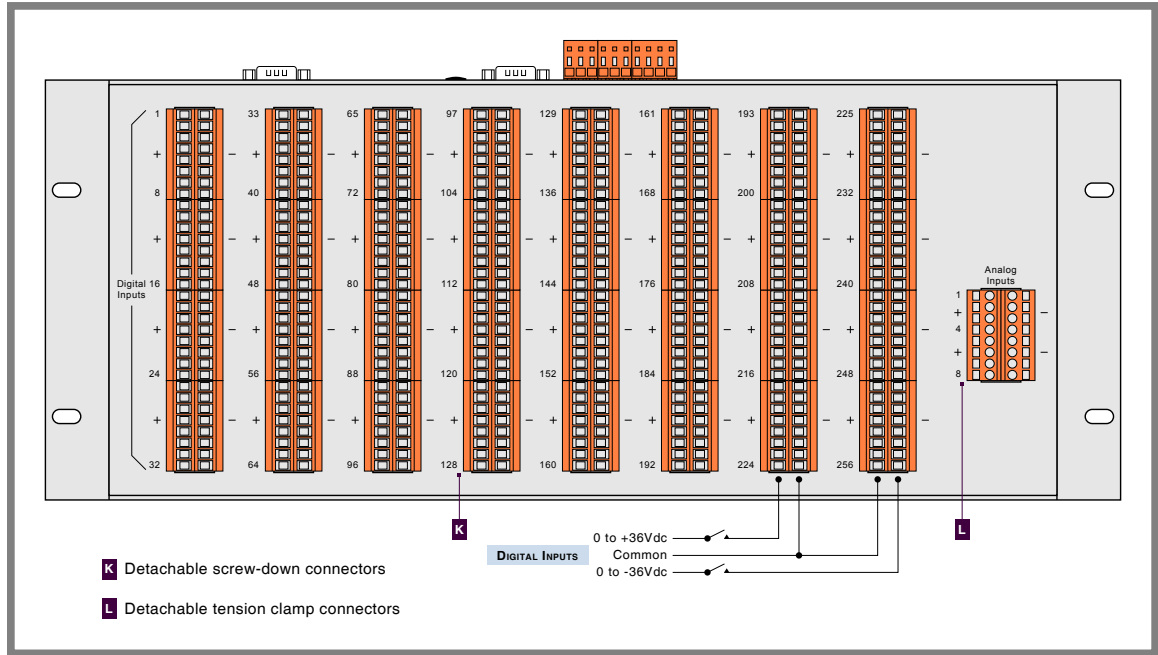 1 33 65 97 129 161 193 225
+ − + − + − + − + − + − + − + −
8 40 72 104 136 168 200 232
+ − + − + − + − + − + − + − + −
Digital 16 48 80 112 144 176 208 240
Inputs
+ − + − + − + − + − + − + − + −
24 56 88 120 152 184 216 248
+ − + − + − + − + − + − + − + −
32 64 96 128 160 192 224 256
Analog
Inputs
1
+ −
4
+ −
8
K
L
DIGITAL INPUTS
0 to +36Vdc
Common
0 to -36Vdc
K Detachable screw-down connectors
L Detachable tension clamp connectors